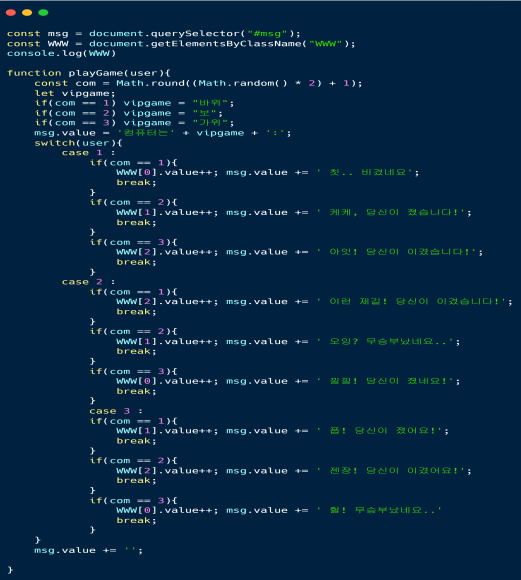 const msg = document.querySelector("#msg");
const WWW = document.getElementsByClassName("WWW");
console.log(WWW)
function playGame(user){
const com = Math.round((Math.random() * 2) + 1);
let vipgame;
if(com == 1) vipgame = "바위";
if(com == 2) vipgame = "보";
if(com == 3) vipgame = "가위";
msg.value = '컴퓨터는' + vipgame + ':';
switch(user){
case 1 :
if(com == 1){
WWW[0].value++; msg.value += ' 칫.. 비겼네요';
break;
}
if(com == 2){
WWW[1].value++; msg.value += ' 케케, 당신이 졌습니다!';
break;
}
if(com == 3){
WWW[2].value++; msg.value += ' 아잇! 당신이 이겼습니다!';
break;
}
case 2 :
if(com == 1){
WWW[2].value++; msg.value += ' 이런 제길! 당신이 이겼습니다!';
break;
}
if(com == 2){
WWW[1].value++; msg.value += ' 오잉? 무승부났네요..';
break;
}
if(com == 3){
WWW[0].value++; msg.value += ' 낄낄! 당신이 졌네요!';
break;
}
case 3 :
if(com == 1){
WWW[1].value++; msg.value += ' 풉! 당신이 졌어요!';
break;
}
if(com == 2){
WWW[2].value++; msg.value += ' 젠장! 당신이 이겼어요!';
break;
}
if(com == 3){
WWW[0].value++; msg.value += ' 헐! 무승부났네요..'
break;
}
}
msg.value += '';
}